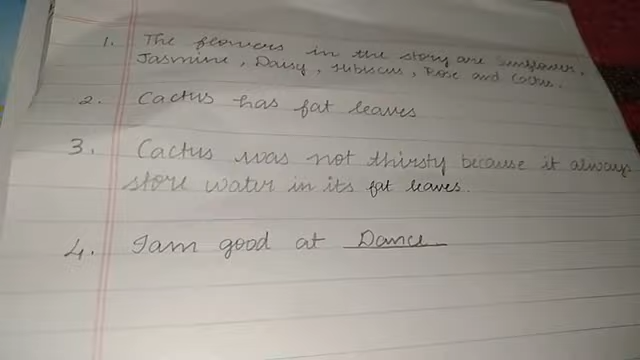 1. The flowers in the story are sunflower,
Jasmine, Daisy, Hibiscus, Rose and Cactus.
2. Cactus has fat leaves
3. Cactus was not thirsty because it always
store water in its fat leaves.
4. I am good at Dance